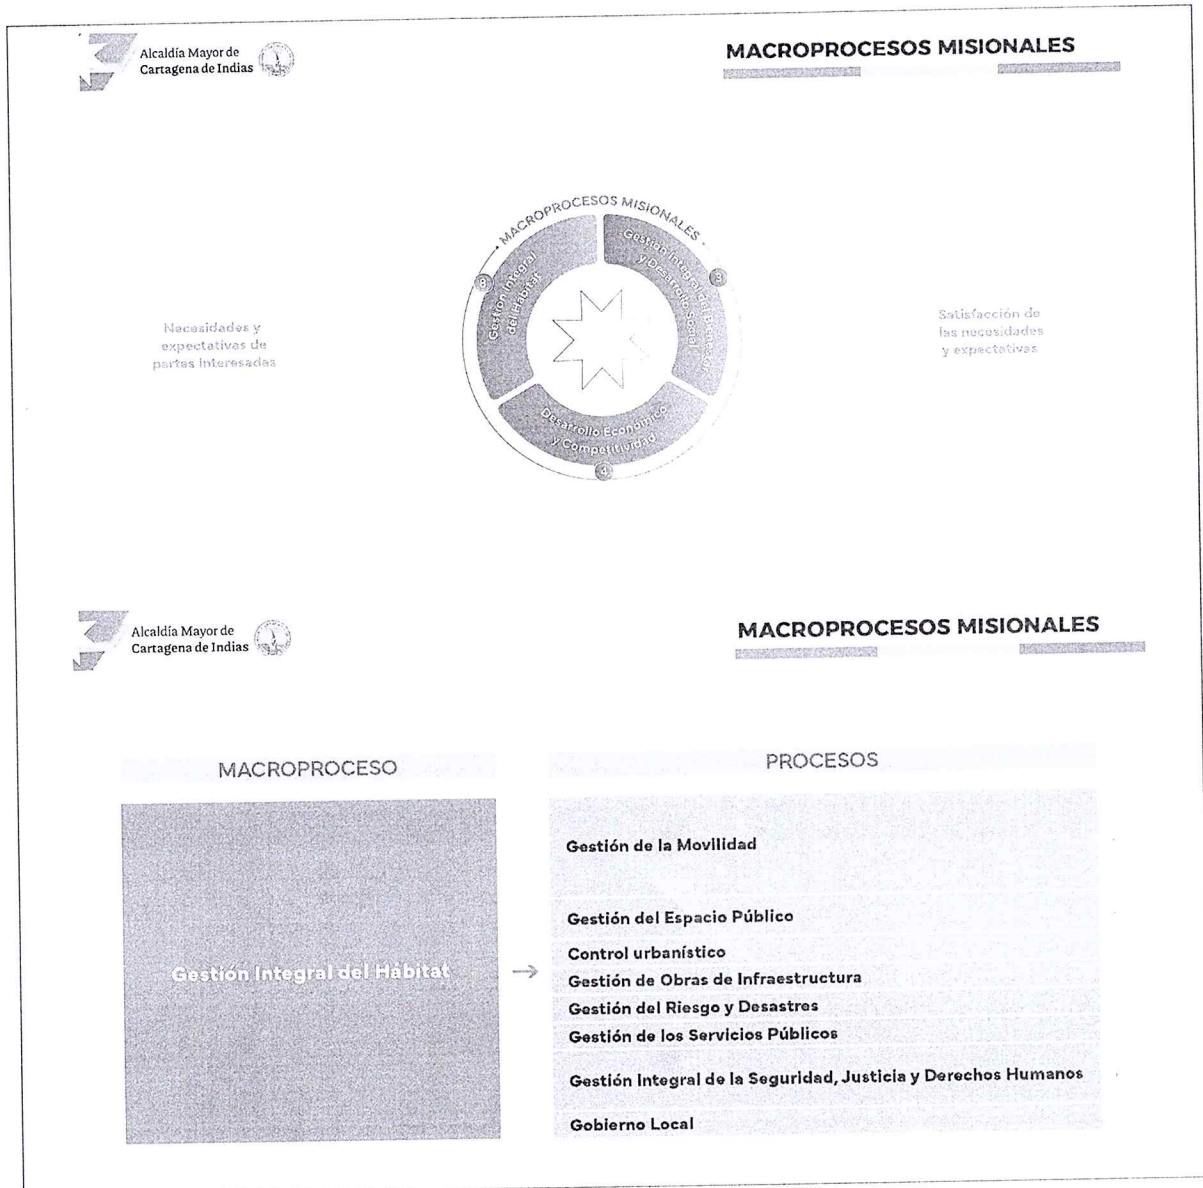 Alcaldía Mayor de
Cartagena de Indias
MACROPROCESOS MISIONALES
MACROPROCESOS MISIONALES
Gestión Integral
del Hábitat
Gestión Integral del Bienestar
y Desarrollo Social
Necesidades y
expectativas de
partes interesadas
Satisfacción de
las necesidades
y expectativas
Desarrollo Económico
y Competitividad
4
Alcaldía Mayor de
Cartagena de Indias
MACROPROCESOS MISIONALES
MACROPROCESO
PROCESOS
Gestión Integral del Hábitat
→
Gestión de la Movilidad
Gestión del Espacio Público
Control urbanístico
Gestión de Obras de Infraestructura
Gestión del Riesgo y Desastres
Gestión de los Servicios Públicos
Gestión Integral de la Seguridad, Justicia y Derechos Humanos
Gobierno Local